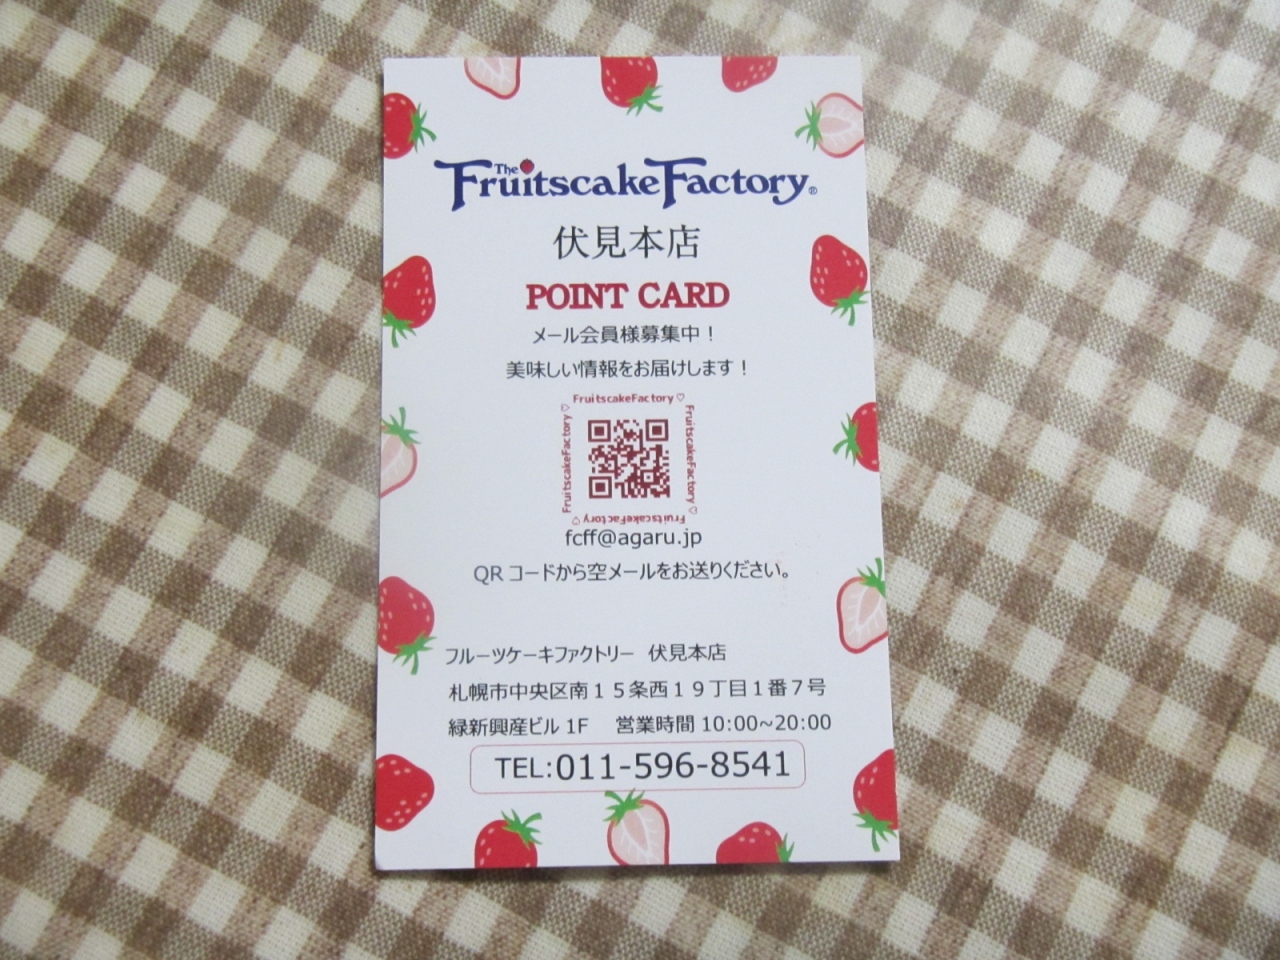 The FruitscakeFactory®
伏見本店
POINT CARD
メール会員様募集中！
美味しい情報をお届けします！
FruitscakeFactory♡
FruitscakeFactory♡
FruitscakeFactory♡
FruitscakeFactory♡
fcff@agaru.jp
QRコードから空メールをお送りください。
フルーツケーキファクトリー　伏見本店
札幌市中央区南１５条西１９丁目１番７号
緑新興産ビル 1F　営業時間 10:00~20:00
TEL:011-596-8541